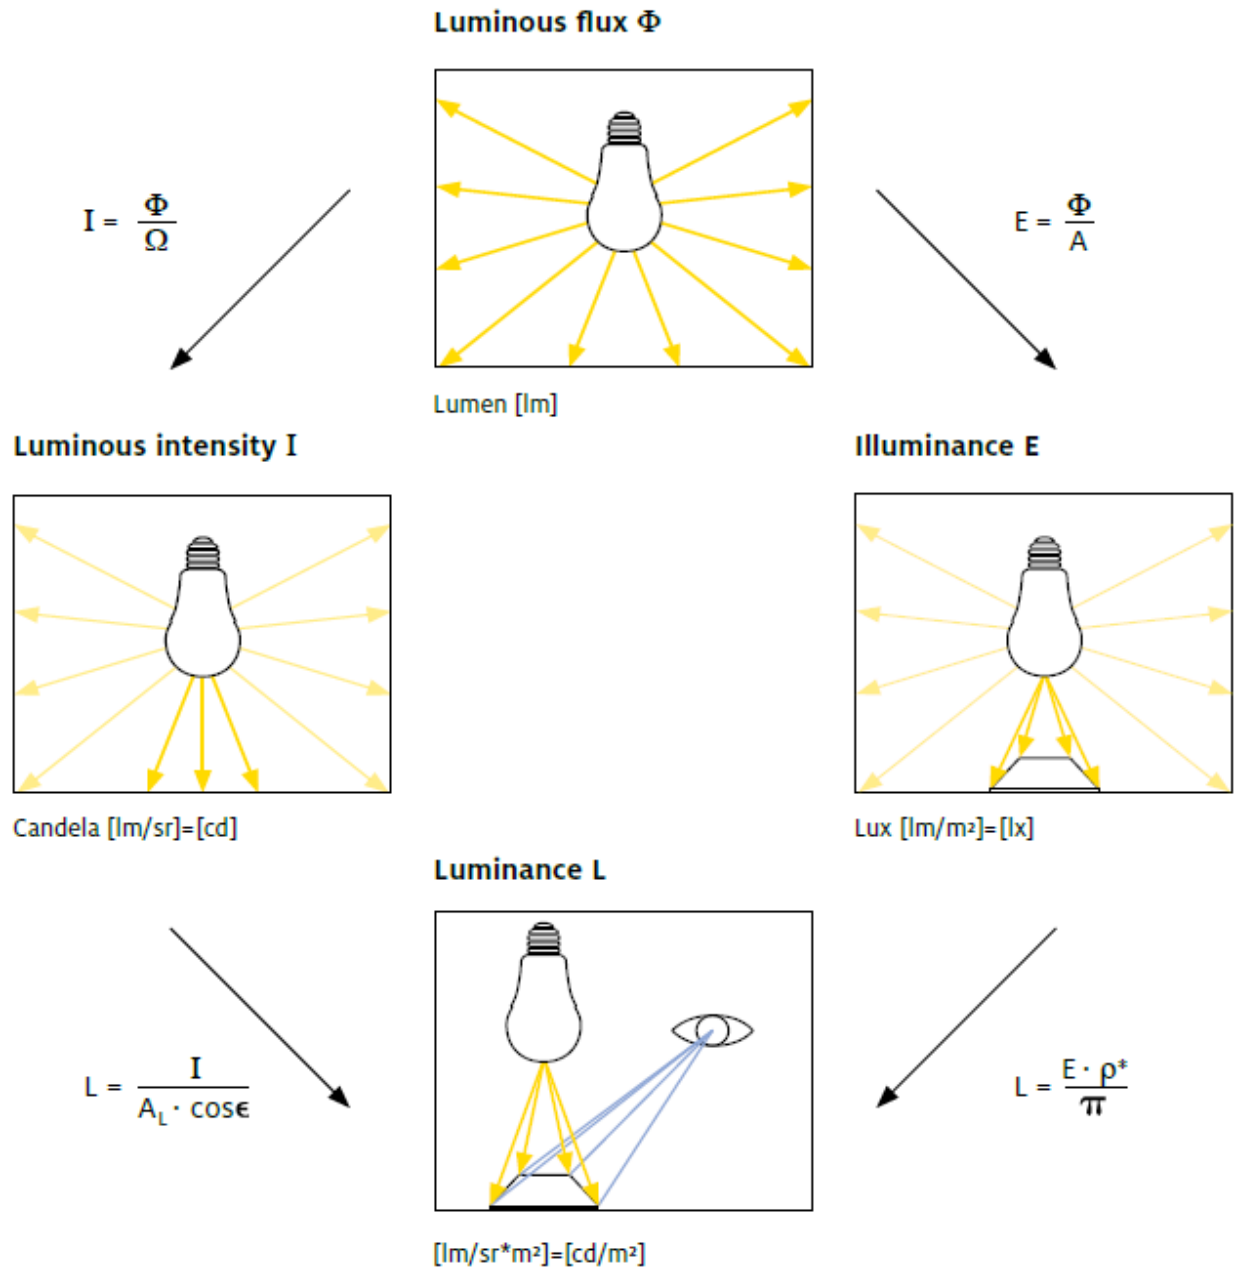 Luminous flux Φ
I = Φ/Ω
E = Φ/A
Lumen [lm]
Luminous intensity I
Illuminance E
Candela [lm/sr]=[cd]
Lux [lm/m²]=[lx]
Luminance L
L = I/(A_L · cosϵ)
L = E · ρ*/π
[lm/sr*m²]=[cd/m²]